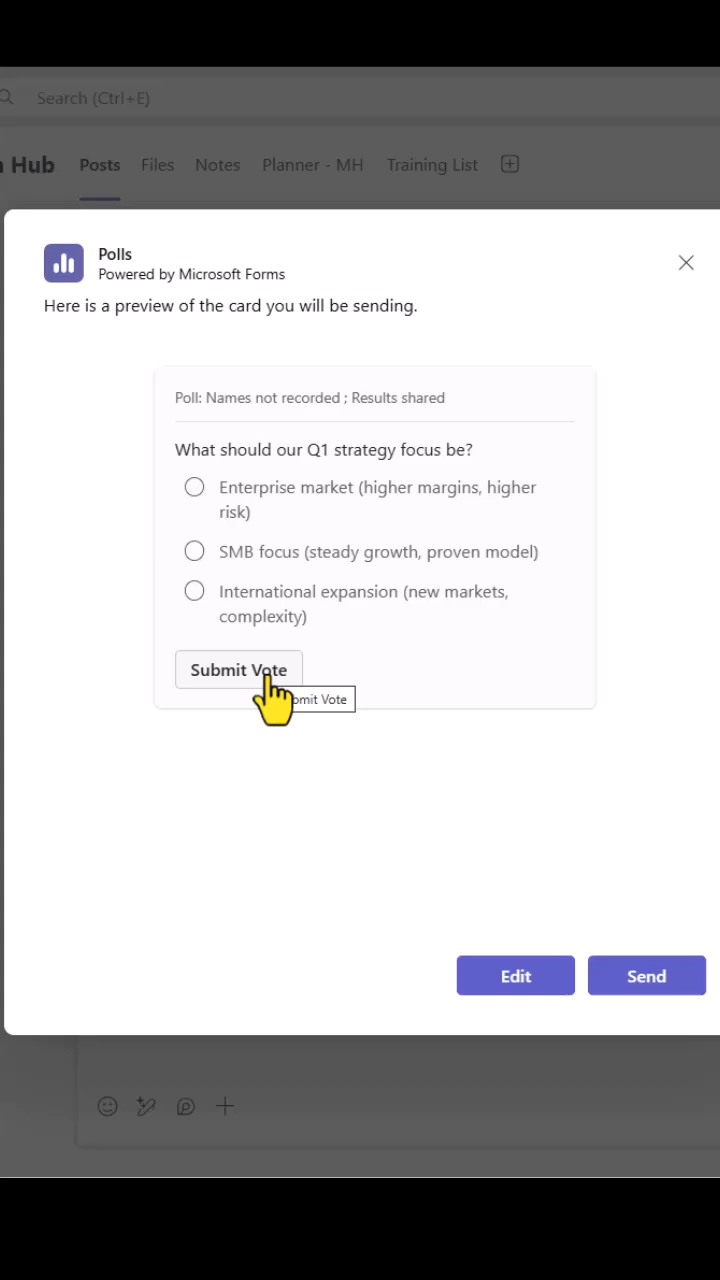 Search (Ctrl+E)
Hub Posts Files Notes Planner - MH Training List
Polls
Powered by Microsoft Forms
Here is a preview of the card you will be sending.
Poll: Names not recorded ; Results shared
What should our Q1 strategy focus be?
Enterprise market (higher margins, higher
risk)
SMB focus (steady growth, proven model)
International expansion (new markets,
complexity)
Submit Vote
Vote
Edit Send